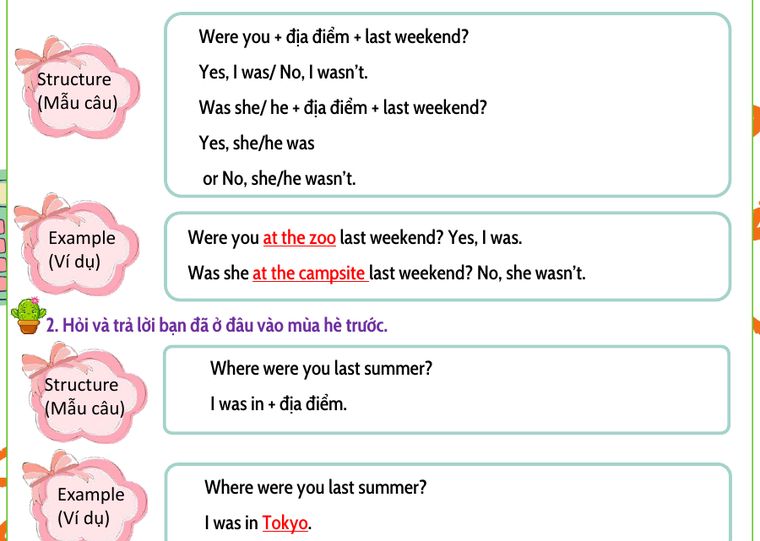 Structure
(Mẫu câu)
Were you + địa điểm + last weekend?
Yes, I was/ No, I wasn't.
Was she/ he + địa điểm + last weekend?
Yes, she/he was
or No, she/he wasn't.
Example
(Ví dụ)
Were you at the zoo last weekend? Yes, I was.
Was she at the campsite last weekend? No, she wasn't.
2. Hỏi và trả lời bạn đã ở đâu vào mùa hè trước.
Structure
(Mẫu câu)
Where were you last summer?
I was in + địa điểm.
Example
(Ví dụ)
Where were you last summer?
I was in Tokyo.